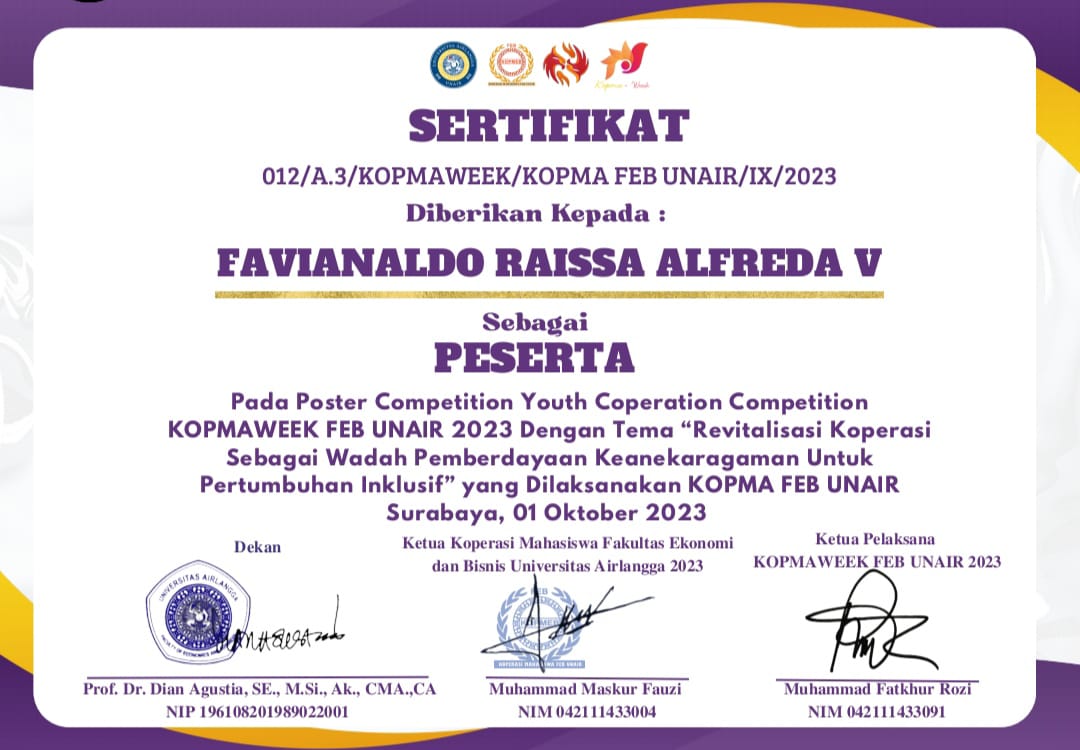 SERTIFIKAT
012/A.3/KOPMAWEEK/KOPMA FEB UNAIR/IX/2023
Diberikan Kepada :
FAVIANALDO RAISSA ALFREDA V
Sebagai
PESERTA
Pada Poster Competition Youth Coperation Competition
KOPMAWEEK FEB UNAIR 2023 Dengan Tema “Revitalisasi Koperasi
Sebagai Wadah Pemberdayaan Keanekaragaman Untuk
Pertumbuhan Inklusif” yang Dilaksanakan KOPMA FEB UNAIR
Surabaya, 01 Oktober 2023
Dekan
UNIVERSITAS AIRLANGGA
Prof. Dr. Dian Agustia, SE., M.Si., Ak., CMA.,CA
NIP 196108201989022001
Ketua Koperasi Mahasiswa Fakultas Ekonomi
dan Bisnis Universitas Airlangga 2023
Muhammad Maskur Fauzi
NIM 042111433004
Ketua Pelaksana
KOPMAWEEK FEB UNAIR 2023
Muhammad Fatkhur Rozi
NIM 042111433091